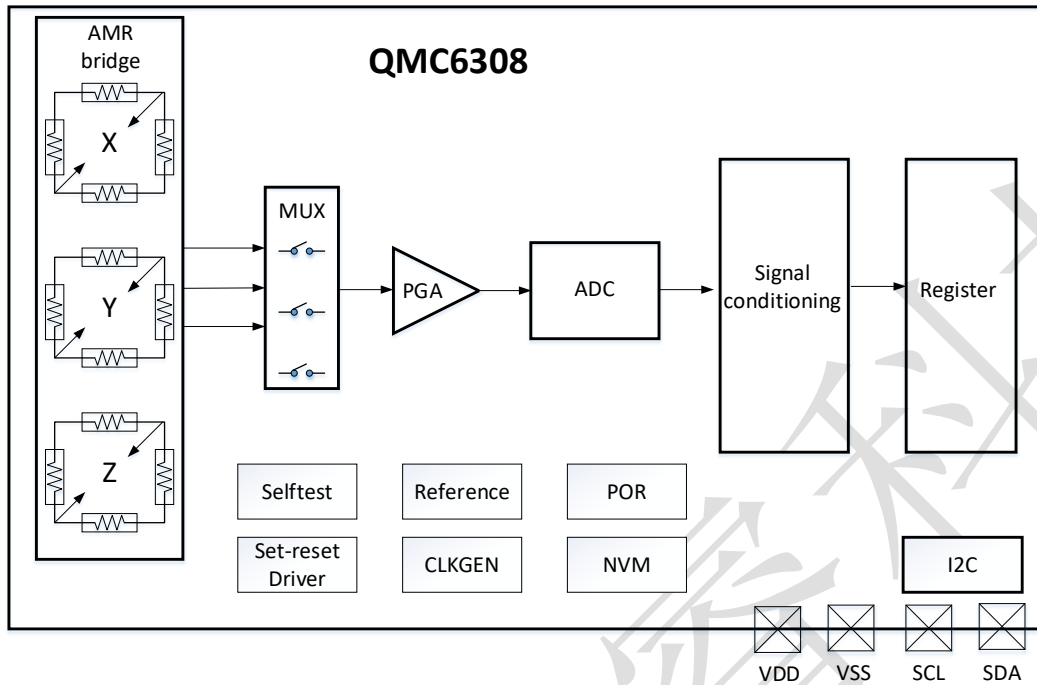 AMR
bridge
QMC6308
X
MUX
Y
PGA
ADC
Signal
conditioning
Register
Z
Selftest
Reference
POR
Set-reset
Driver
CLKGEN
NVM
I2C
VDD
VSS
SCL
SDA